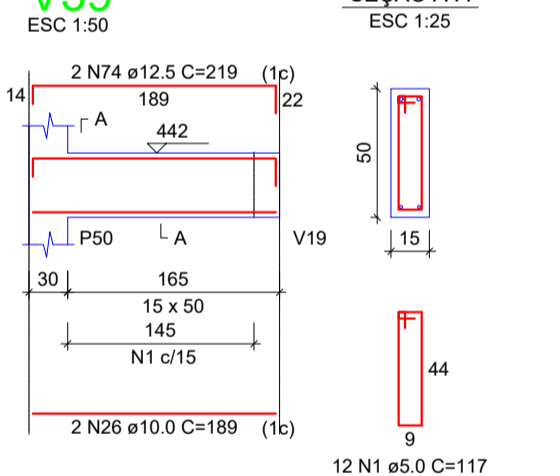 ESC 1:50
ESC 1:25
2 N74 ø12.5 C=219 (1c)
14
189
22
A
442
50
P50
A
V19
15
30
165
15 x 50
145
N1 c/15
44
9
2 N26 ø10.0 C=189 (1c)
12 N1 ø5.0 C=117